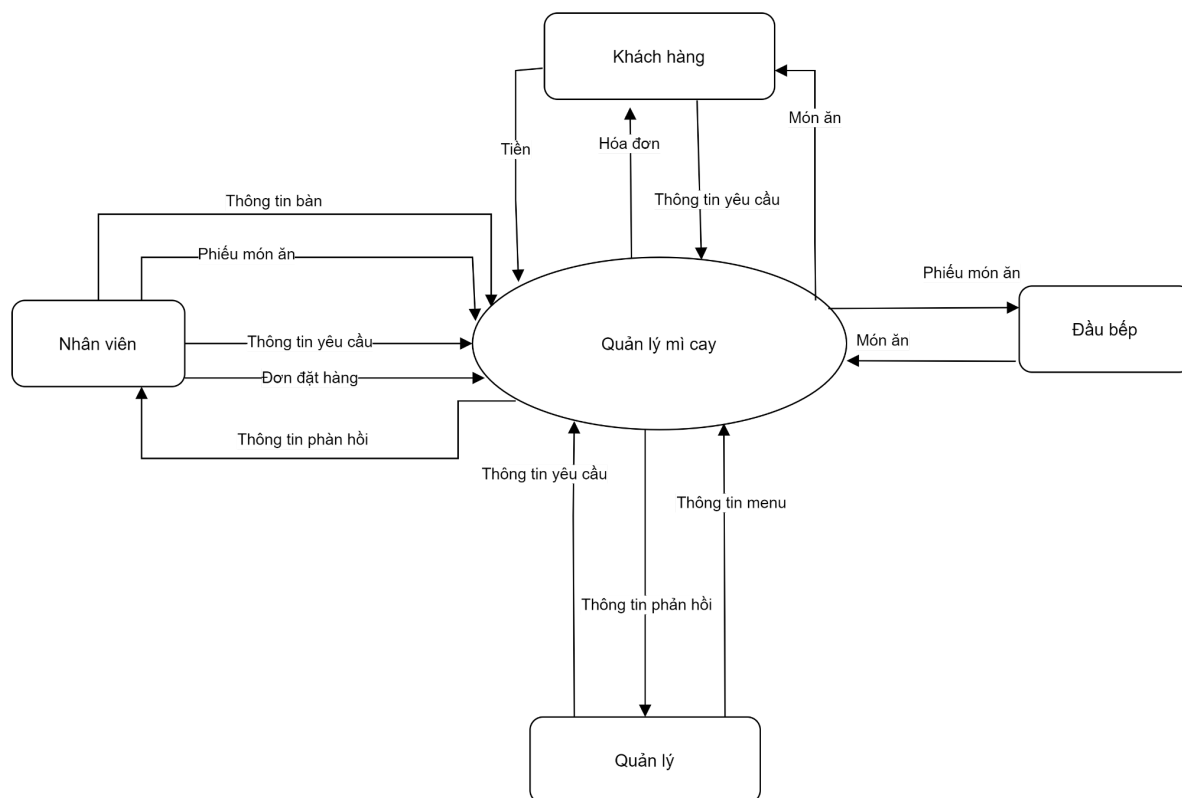 Khách hàng
Món ăn
Tiền
Hóa đơn
Thông tin yêu cầu
Thông tin bàn
Phiếu món ăn
Phiếu món ăn
Nhân viên
Thông tin yêu cầu
Quản lý mì cay
Món ăn
Đầu bếp
Đơn đặt hàng
Thông tin phản hồi
Thông tin yêu cầu
Thông tin menu
Thông tin phản hồi
Quản lý